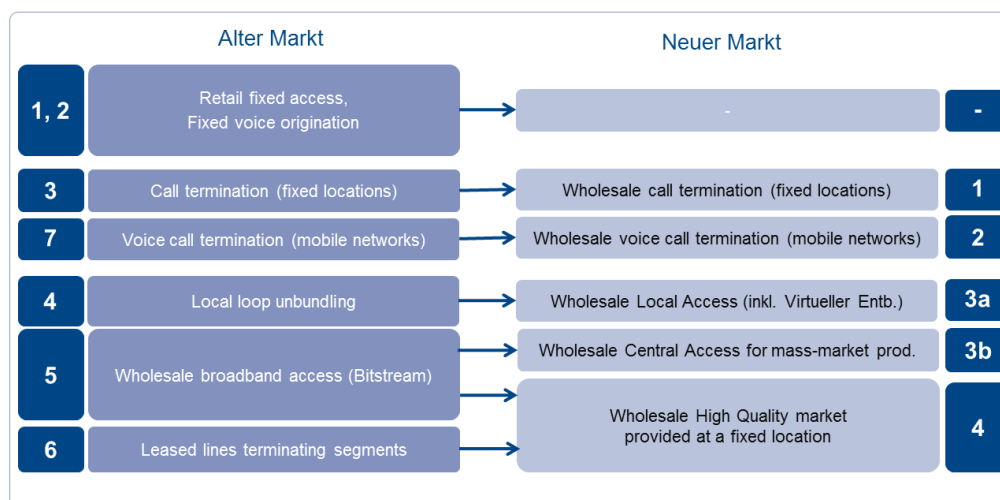 Alter Markt
Neuer Markt
1, 2
Retail fixed access,
Fixed voice origination
-
-
3
Call termination (fixed locations)
Wholesale call termination (fixed locations)
1
7
Voice call termination (mobile networks)
Wholesale voice call termination (mobile networks)
2
4
Local loop unbundling
Wholesale Local Access (inkl. Virtueller Entb.)
3a
5
Wholesale broadband access (Bitstream)
Wholesale Central Access for mass-market prod.
3b
6
Leased lines terminating segments
Wholesale High Quality market
provided at a fixed location
4